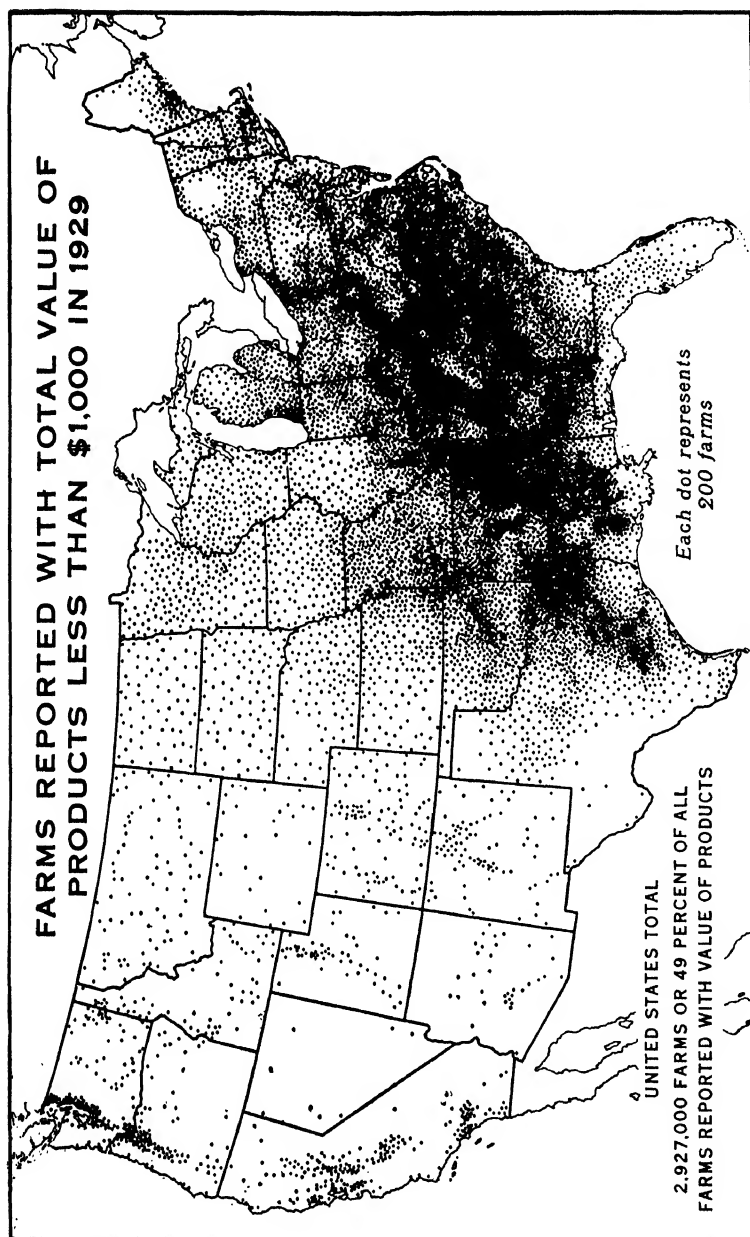 FARMS REPORTED WITH TOTAL VALUE OF
PRODUCTS LESS THAN $1,000 IN 1929
Each dot represents
200 farms
UNITED STATES TOTAL
2,927,000 FARMS OR 49 PERCENT OF ALL
FARMS REPORTED WITH VALUE OF PRODUCTS